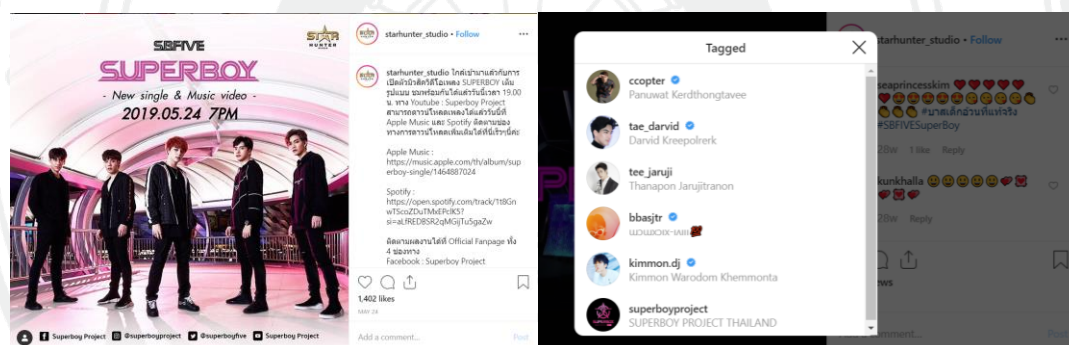 SBFIVE
STAR
HUNTER
SUPERBOY
- New single & Music video -
2019.05.24 7PM
Superboy Project @superboyproject @superboyfive Superboy Project
starhunter_studio • Follow
starhunter_studio ใกล้เข้ามาแล้วกับการ
เปิดตัวมิวสิควิดีโอเพลง SUPERBOY เต็ม
รูปแบบ ชมพร้อมกันได้แล้ววันนี้เวลา 19.00
น. ทาง Youtube : Superboy Project
สามารถดาวน์โหลดเพลงได้แล้ววันนี้ที่
Apple Music และ Spotify ติดตามช่อง
ทางการดาวน์โหลดเพิ่มเติมได้ที่นี่เร็วๆนี้ค่ะ
Apple Music :
https://music.apple.com/th/album/sup
erboy-single/1464887024
Spotify :
https://open.spotify.com/track/1t8Gn
wTScoZDuTMxEPclK5?
si=aLfREDBSR2qMGijTu5gaZw
ติดตามผลงานได้ที่ Official Fanpage ทั้ง
4 ช่องทาง
Facebook : Superboy Project
1,402 likes
MAY 24
Add a comment...
Post
Tagged
ccopter
Panuwat Kerdthongtavee
tae_darvid
Darvid Kreepolrerk
tee_jaruji
Thanapon Jarujitranon
bbasjtr
kimmon.dj
Kimmon Warodom Khemmonta
superboyproject
SUPERBOY PROJECT THAILAND
starhunter_studio • Follow
seaprincesskim ❤❤❤❤❤
#บาสเด็กอ้วนที่แท้จริง
#SBFIVESuperBoy
28w 1 like Reply
kunkhalla
28w Reply
Add a comment...
Post